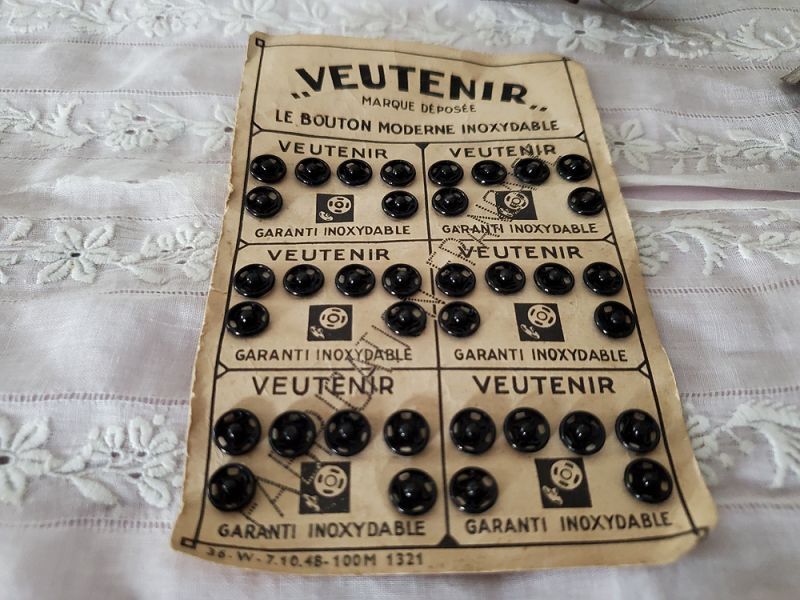 „VEUTENIR„
MARQUE DÉPOSÉE
LE BOUTON MODERNE INOXYDABLE
VEUTENIR
GARANTI INOXYDABLE
VEUTENIR
GARANTI INOXYDABLE
VEUTENIR
GARANTI INOXYDABLE
VEUTENIR
GARANTI INOXYDABLE
VEUTENIR
GARANTI INOXYDABLE
VEUTENIR
GARANTI INOXYDABLE
36-W-7.10.48-100M 1321